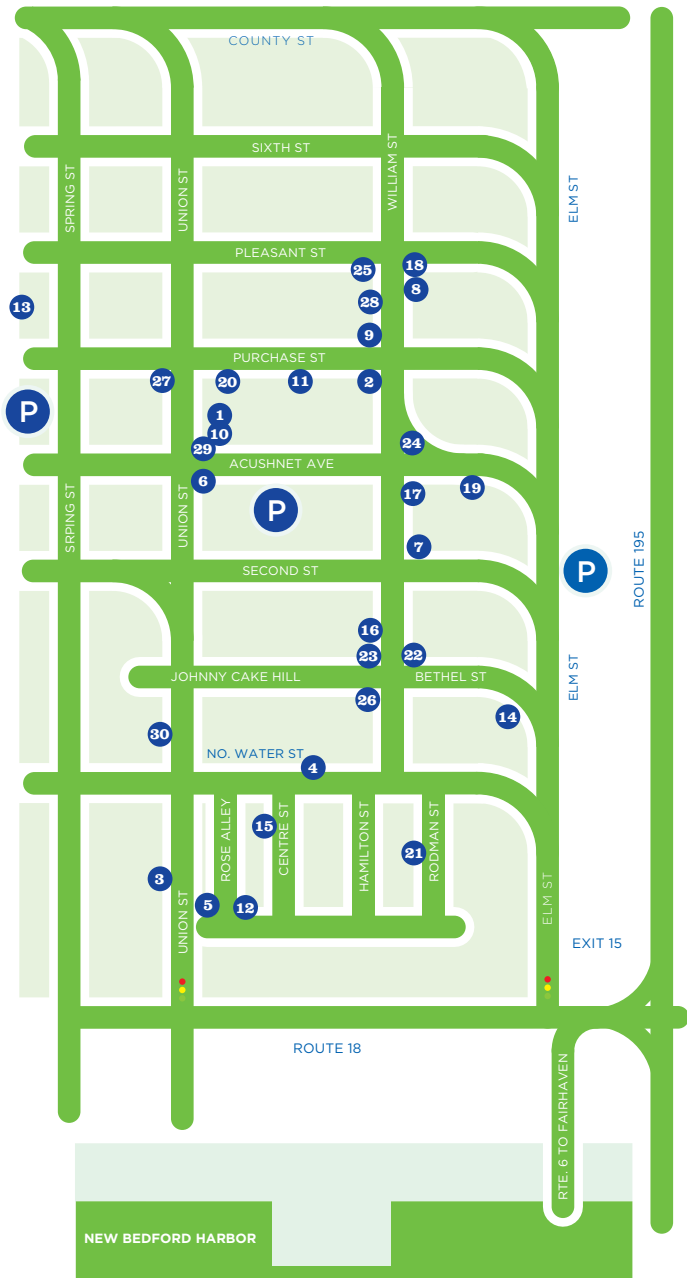 COUNTY ST
SIXTH ST
WILLIAM ST
SPRING ST
UNION ST
ELM ST
PLEASANT ST
25
18
8
28
13
9
PURCHASE ST
27
20
11
2
P
1
10
29
24
ACUSHNET AVE
6
17
19
P
SRPING ST
UNION ST
7
SECOND ST
P
ROUTE 195
16
23
22
JOHNNY CAKE HILL
BETHEL ST
ELM ST
26
14
30
NO. WATER ST
4
ROSE ALLEY
15
CENTRE ST
HAMILTON ST
21
RODMAN ST
3
5
12
UNION ST
ELM ST
EXIT 15
ROUTE 18
RTE. 6 TO FAIRHAVEN
NEW BEDFORD HARBOR